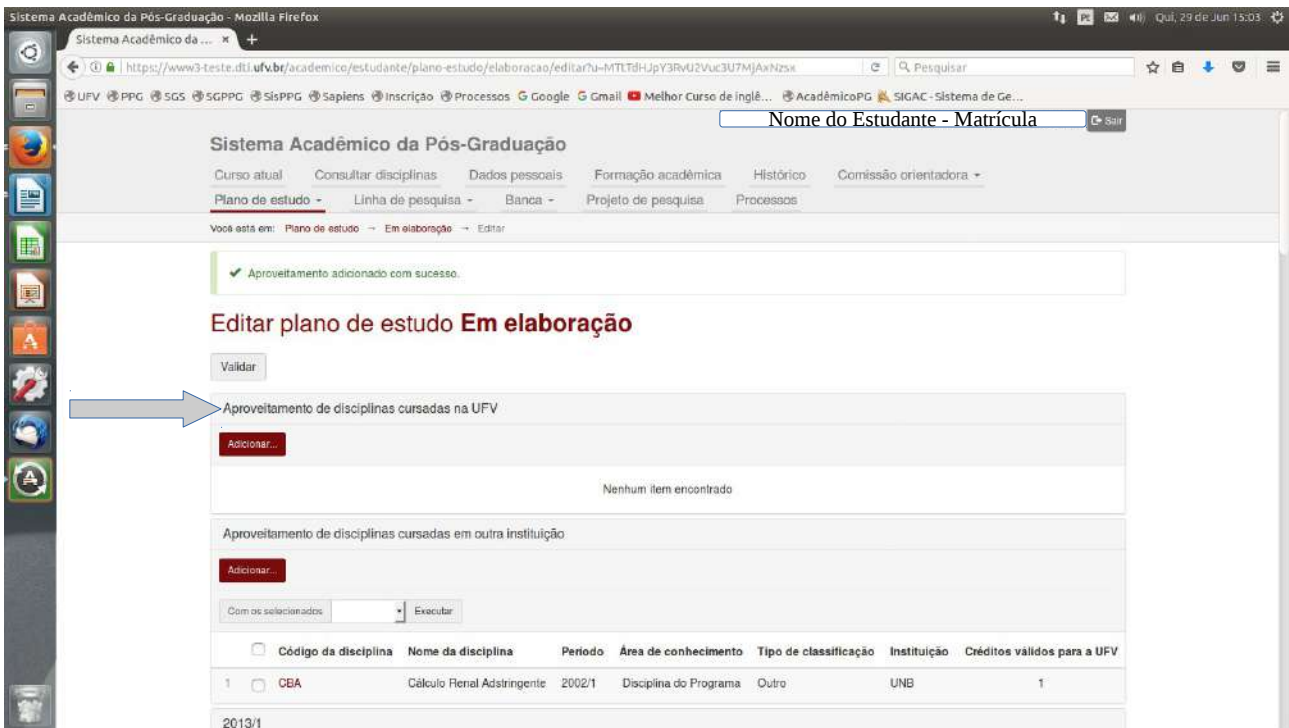 Sistema Acadêmico da Pós-Graduação - Mozilla Firefox
Pt
Qui, 29 de Jun 15:03
Sistema Acadêmico da ... × +
Pesquisar
UFV PPG SGS SGPPG SisPPG Sapiens Inscrição Processos Google Gmail Melhor Curso de inglê... AcadêmicoPG SIGAC - Sistema de Ge...
Nome do Estudante - Matrícula
Sair
Sistema Acadêmico da Pós-Graduação
Curso atual Consultar disciplinas Dados pessoais Formação acadêmica Histórico Comissão orientadora
Plano de estudo Linha de pesquisa Banca Projeto de pesquisa Processos
Você está em: Plano de estudo → Em elaboração → Editar
Aproveitamento adicionado com sucesso.
Editar plano de estudo Em elaboração
Validar
Aproveitamento de disciplinas cursadas na UFV
Adicionar...
Nenhum item encontrado
Aproveitamento de disciplinas cursadas em outra instituição
Adicionar...
Com os selecionados Executar
Código da disciplina Nome da disciplina Período Área de conhecimento Tipo de classificação Instituição Créditos válidos para a UFV
1 CBA Cálculo Renal Adstringente 2002/1 Disciplina do Programa Outro UNB 1
2013/1